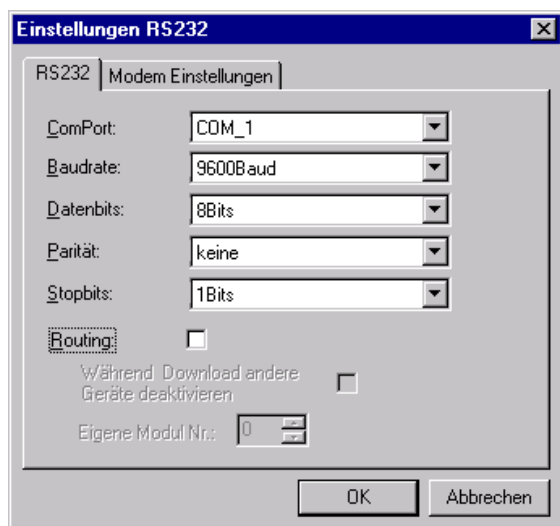 Einstellungen RS232
RS232 Modem Einstellungen
ComPort: COM_1
Baudrate: 9600Baud
Datenbits: 8Bits
Parität: keine
Stopbits: 1Bits
Routing:
Während Download andere
Geräte deaktivieren
Eigene Modul Nr.: 0
OK Abbrechen